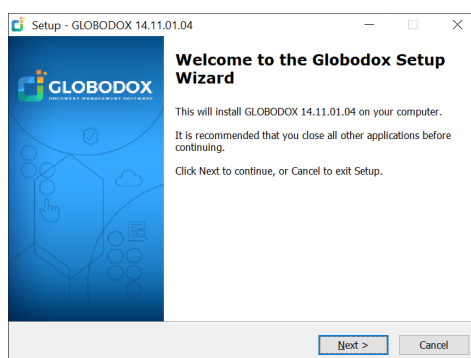 Setup - GLOBODOX 14.11.01.04
GLOBODOX
DOCUMENT MANAGEMENT SOFTWARE
Welcome to the Globodox Setup
Wizard
This will install GLOBODOX 14.11.01.04 on your computer.
It is recommended that you close all other applications before
continuing.
Click Next to continue, or Cancel to exit Setup.
Next >
Cancel